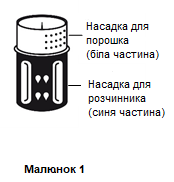 Насадка для
порошка
(біла частина)
Насадка для
розчинника
(синя частина)
Малюнок 1